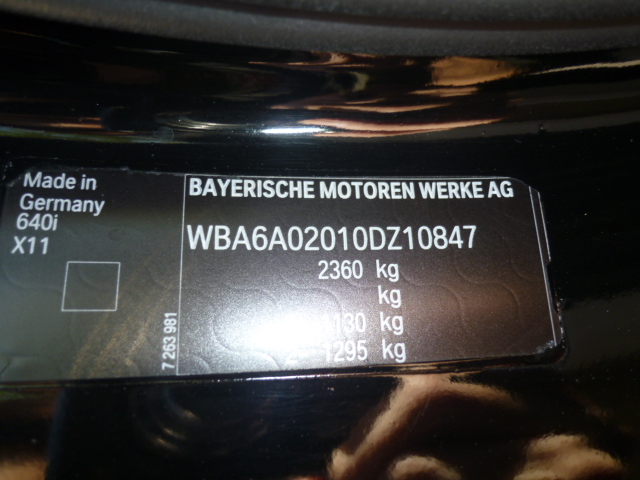 Made in
Germany
640i
X11
7 263 981
BAYERISCHE MOTOREN WERKE AG
WBA6A02010DZ10847
2360 kg
kg
1130 kg
1295 kg